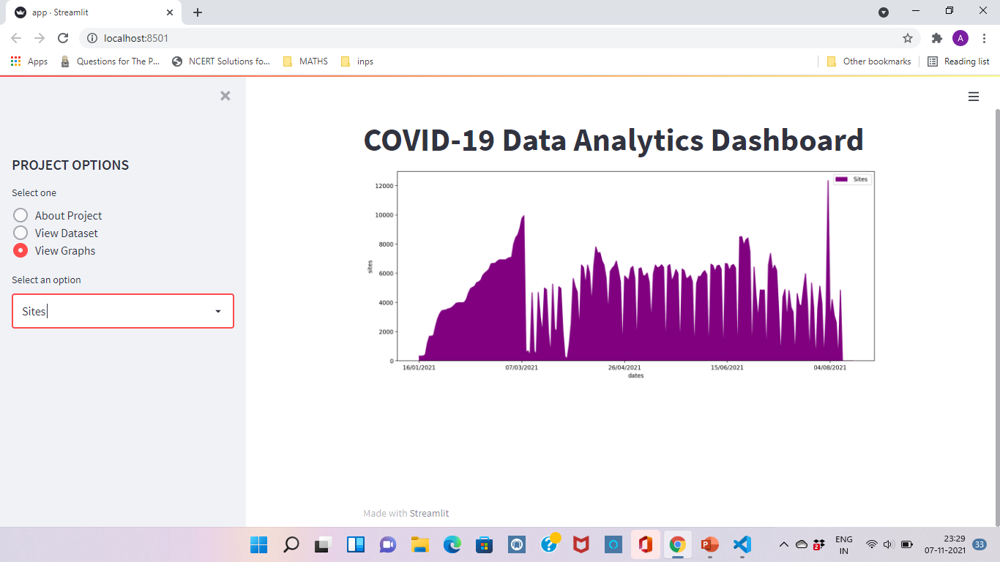 app · Streamlit
localhost:8501
A
Apps
Questions for The P...
NCERT Solutions fo...
MATHS
inps
Other bookmarks
Reading list
PROJECT OPTIONS
Select one
About Project
View Dataset
View Graphs
Select an option
Sites
COVID-19 Data Analytics Dashboard
Sites
12000
10000
8000
6000
4000
2000
0
sites
16/01/2021 07/03/2021 26/04/2021 15/06/2021 04/08/2021
dates
Made with Streamlit
ENG
IN
23:29
07-11-2021
33
2